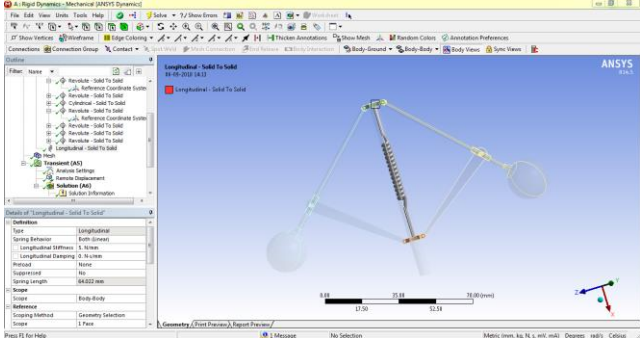 A : Rigid Dynamics - Mechanical [ANSYS Dynamics]
File Edit View Units Tools Help Solve Show Errors
Show Vertices Wireframe Edge Coloring Thicken Annotations Show Mesh Random Colors Annotation Preferences
Connections Connection Group Contact Spot Weld End Release Body-Ground Body-Body Body Views Sync Views
Outline
Filter: Name
Revolute - Solid To Solid
Reference Coordinate System
Revolute - Solid To Solid
Cylindrical - Solid To Solid
Revolute - Solid To Solid
Reference Coordinate System
Revolute - Solid To Solid
Revolute - Solid To Solid
Revolute - Solid To Solid
Longitudinal - Solid To Solid
Mesh
Transient (A5)
Analysis Settings
Remote Displacement
Solution (A6)
Solution Information
Details of "Longitudinal - Solid To Solid"
Definition
Type Longitudinal
Spring Behavior Both (Linear)
Longitudinal Stiffness 5. N/mm
Longitudinal Damping 0. N·s/mm
Preload None
Suppressed No
Spring Length 64.022 mm
Scope
Scope Body-Body
Reference
Scoping Method Geometry Selection
Scope 1 Face
Longitudinal - Solid To Solid
Longitudinal - Solid To Solid
ANSYS
0.00 35.00 70.00 (mm)
17.50 52.50
Z Y X
Geometry Print Preview Report Preview
Press F1 for Help 1 Message No Selection Metric (mm, kg, N, s, mV, mA) Degrees rad/s Celsius